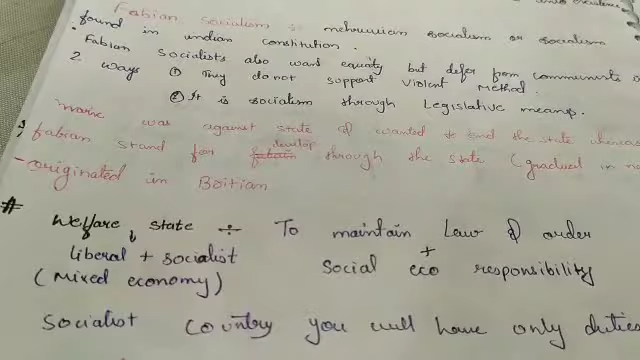 Fabian socialism is nehruvian socialism or socialism
found in indian constitution.
• Fabian socialists also want equity but defer from communists
2 ways ① They do not support violent method.
② It is socialism through Legislative means.
was against state & wanted to end the state whereas
fabian stand for develop through the state (gradual in
- originated in Boitian
# Welfare state ÷ To maintain Law & order
+
liberal + socialist social eco responsibility
(Mixed economy)
Socialist country you will have only duties